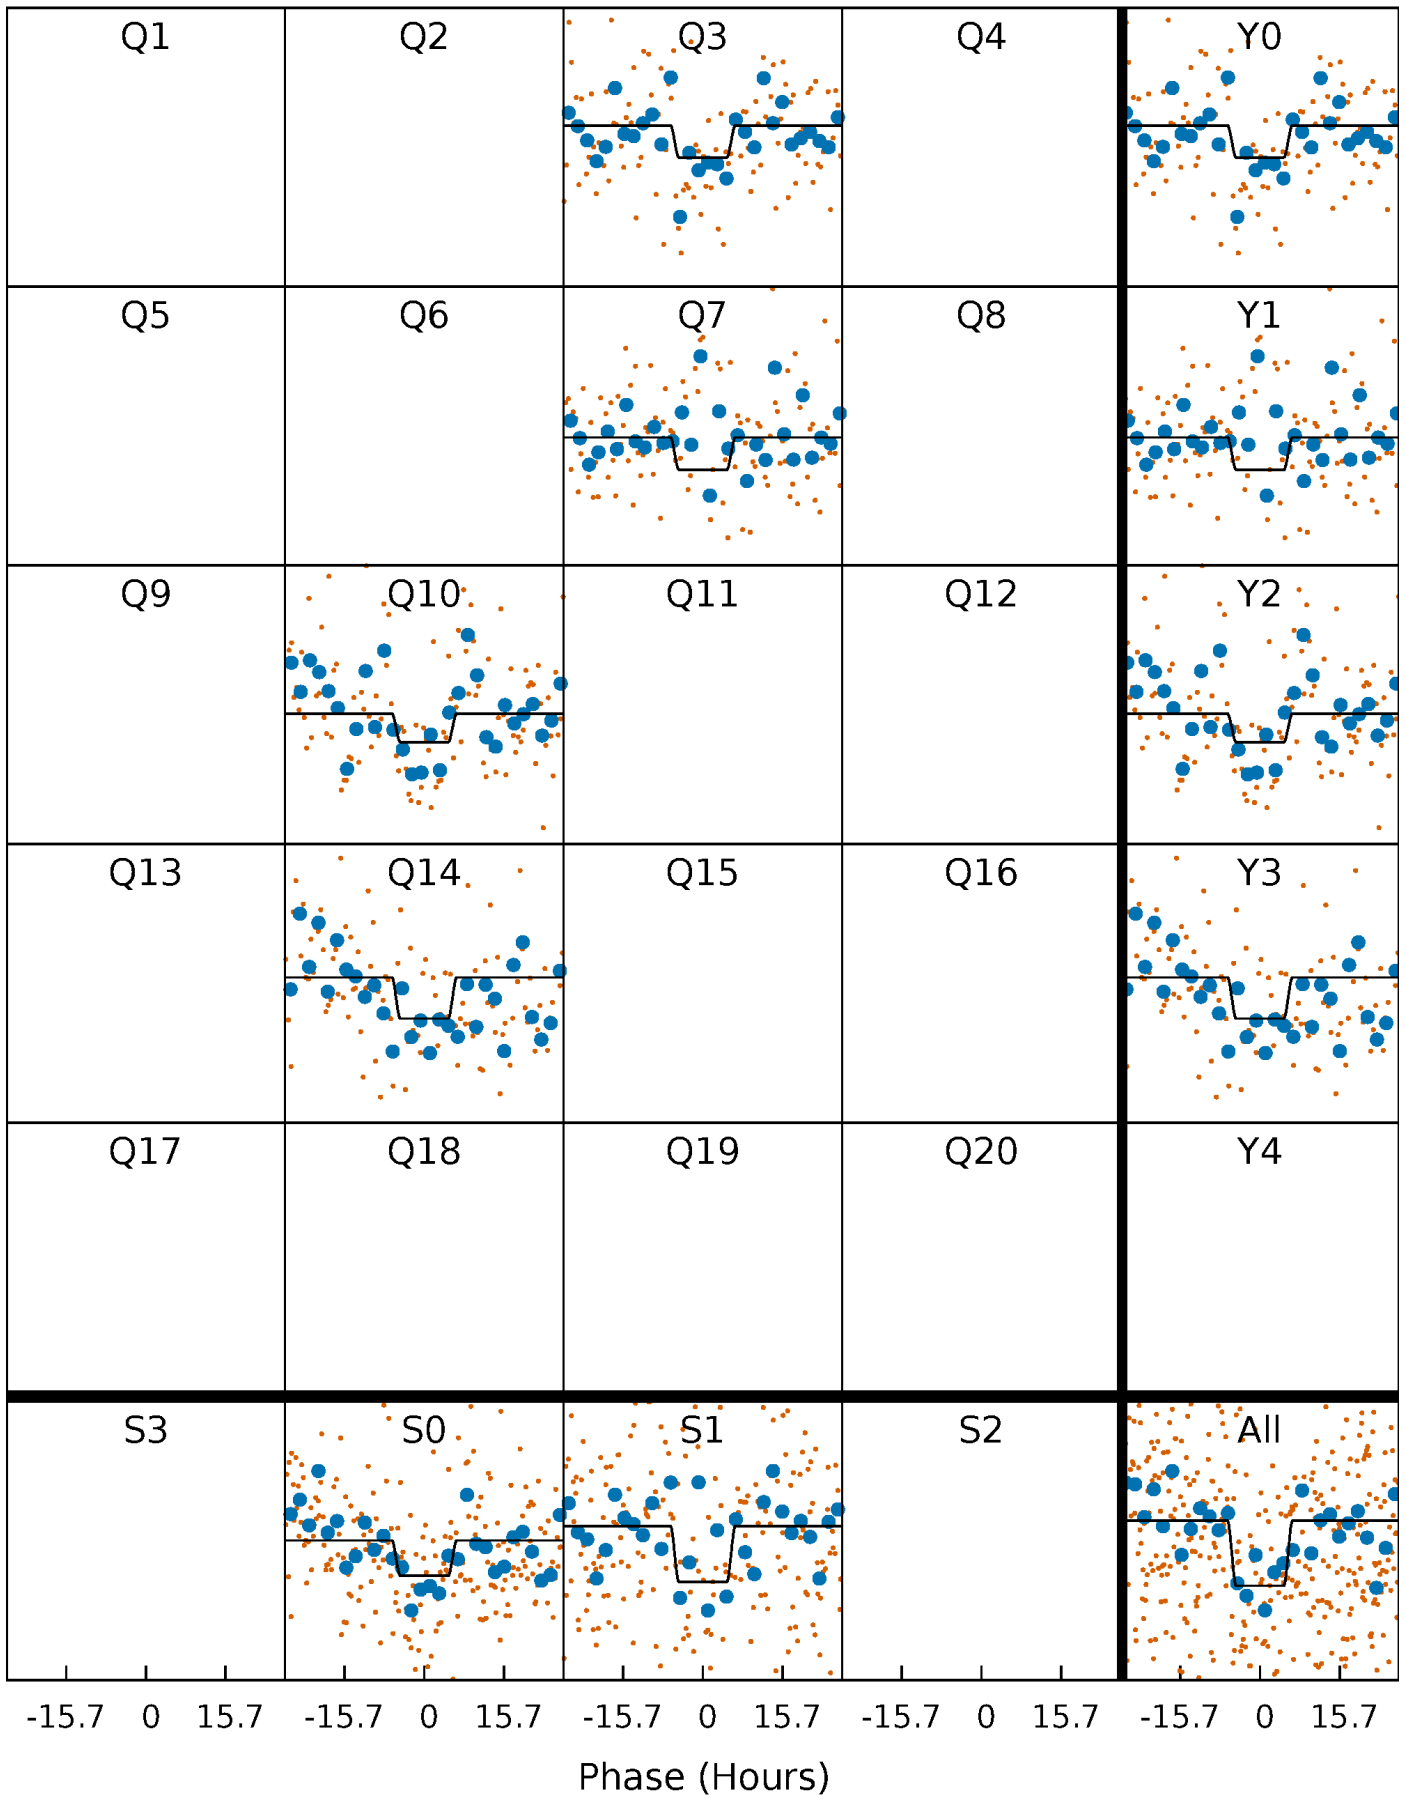 Q1 Q2 Q3 Q4 Y0
Q5 Q6 Q7 Q8 Y1
Q9 Q10 Q11 Q12 Y2
Q13 Q14 Q15 Q16 Y3
Q17 Q18 Q19 Q20 Y4
S3 S0 S1 S2 All
-15.7 0 15.7 -15.7 0 15.7 -15.7 0 15.7 -15.7 0 15.7 -15.7 0 15.7
Phase (Hours)